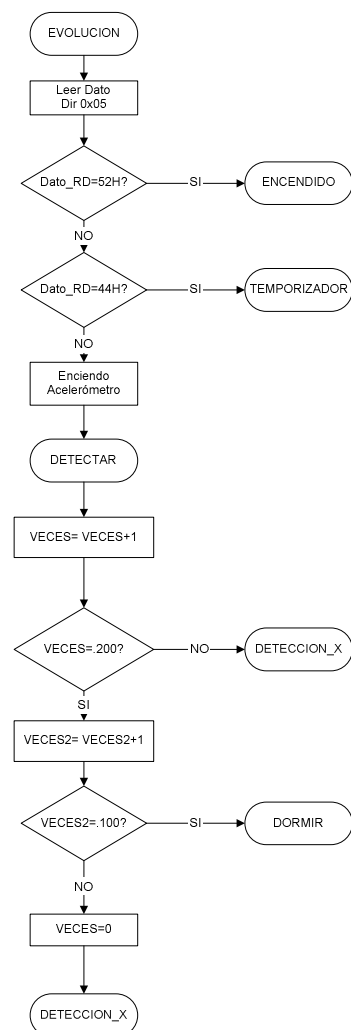 EVOLUCION
Leer Dato
Dir 0x05
Dato_RD=52H?
SI
ENCENDIDO
NO
Dato_RD=44H?
SI
TEMPORIZADOR
NO
Enciendo
Acelerómetro
DETECTAR
VECES= VECES+1
VECES=.200?
NO
DETECCION_X
SI
VECES2= VECES2+1
VECES2=.100?
SI
DORMIR
NO
VECES=0
DETECCION_X